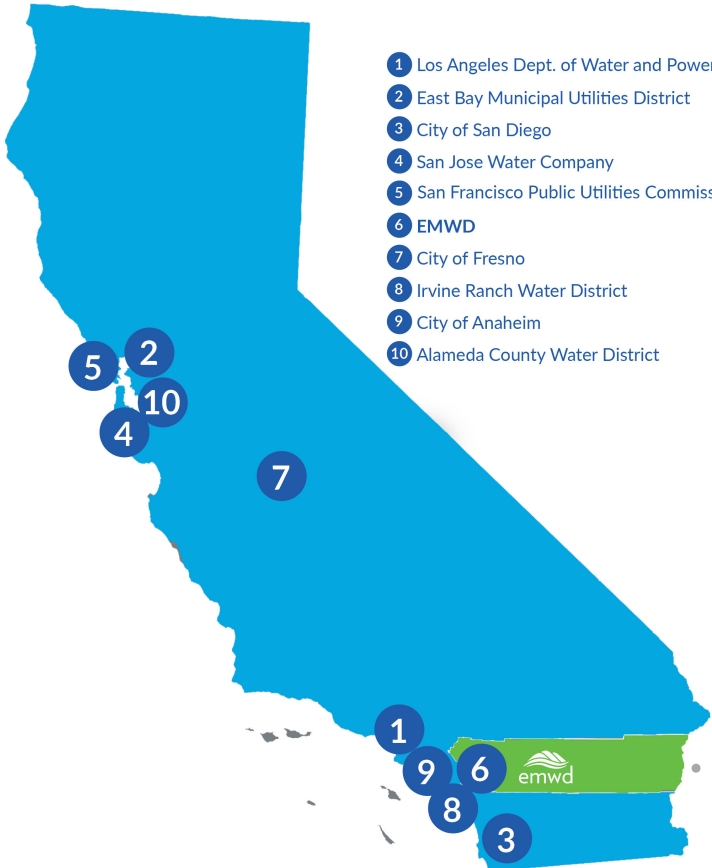 1 Los Angeles Dept. of Water and Power
2 East Bay Municipal Utilities District
3 City of San Diego
4 San Jose Water Company
5 San Francisco Public Utilities
6 EMWD
7 City of Fresno
8 Irvine Ranch Water District
9 City of Anaheim
10 Alameda County Water District
5
2
10
4
7
1
9
6
emwd
8
3